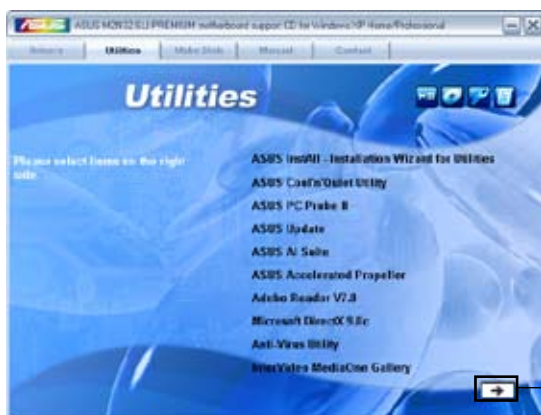 ASUS M2N32 SLI PREMIUM motherboard support CD for Windows XP Home/Professional
Drivers Utilities Make Disk Manual Contact
Utilities
Please select items on the right
side.
ASUS InstAll - Installation Wizard for Utilities
ASUS Cool'n'Quiet Utility
ASUS PC Probe II
ASUS Update
ASUS AI Suite
ASUS Accelerated Propeller
Adobe Reader V7.0
Microsoft DirectX 9.0c
Anti-Virus Utility
InterVideo MediaOne Gallery